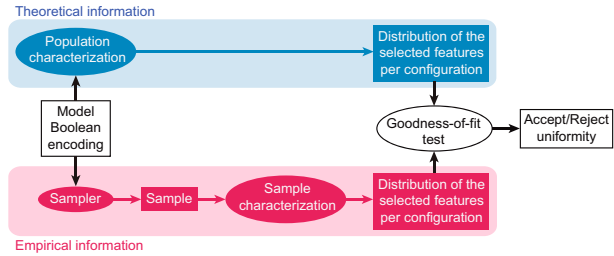 Theoretical information
Population
characterization
Distribution of the
selected features
per configuration
Model
Boolean
encoding
Goodness-of-fit
test
Accept/Reject
uniformity
Sampler
Sample
Sample
characterization
Distribution of the
selected features
per configuration
Empirical information